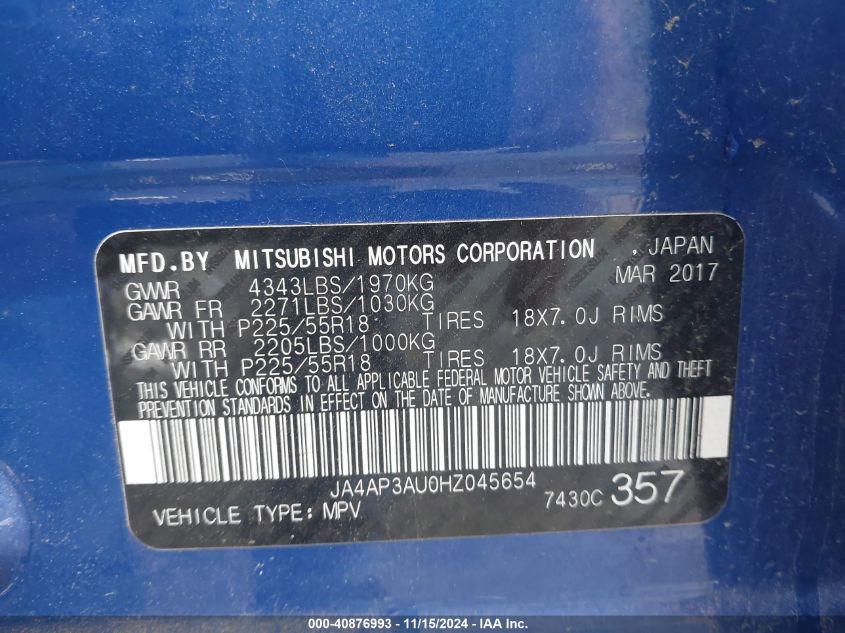 MFD.BY MITSUBISHI MOTORS CORPORATION , JAPAN
MAR 2017
GVWR 4343LBS/1970KG
GAWR FR 2271LBS/1030KG
WITH P225/55R18 TIRES 18X7.0J RIMS
GAWR RR 2205LBS/1000KG
WITH P225/55R18 TIRES 18X7.0J RIMS
THIS VEHICLE CONFORMS TO ALL APPLICABLE FEDERAL MOTOR VEHICLE SAFETY AND THEFT
PREVENTION STANDARDS IN EFFECT ON THE DATE OF MANUFACTURE SHOWN ABOVE.
JA4AP3AU0HZ045654
VEHICLE TYPE: MPV 7430C 357
000-40876993 - 11/15/2024 - IAA Inc.